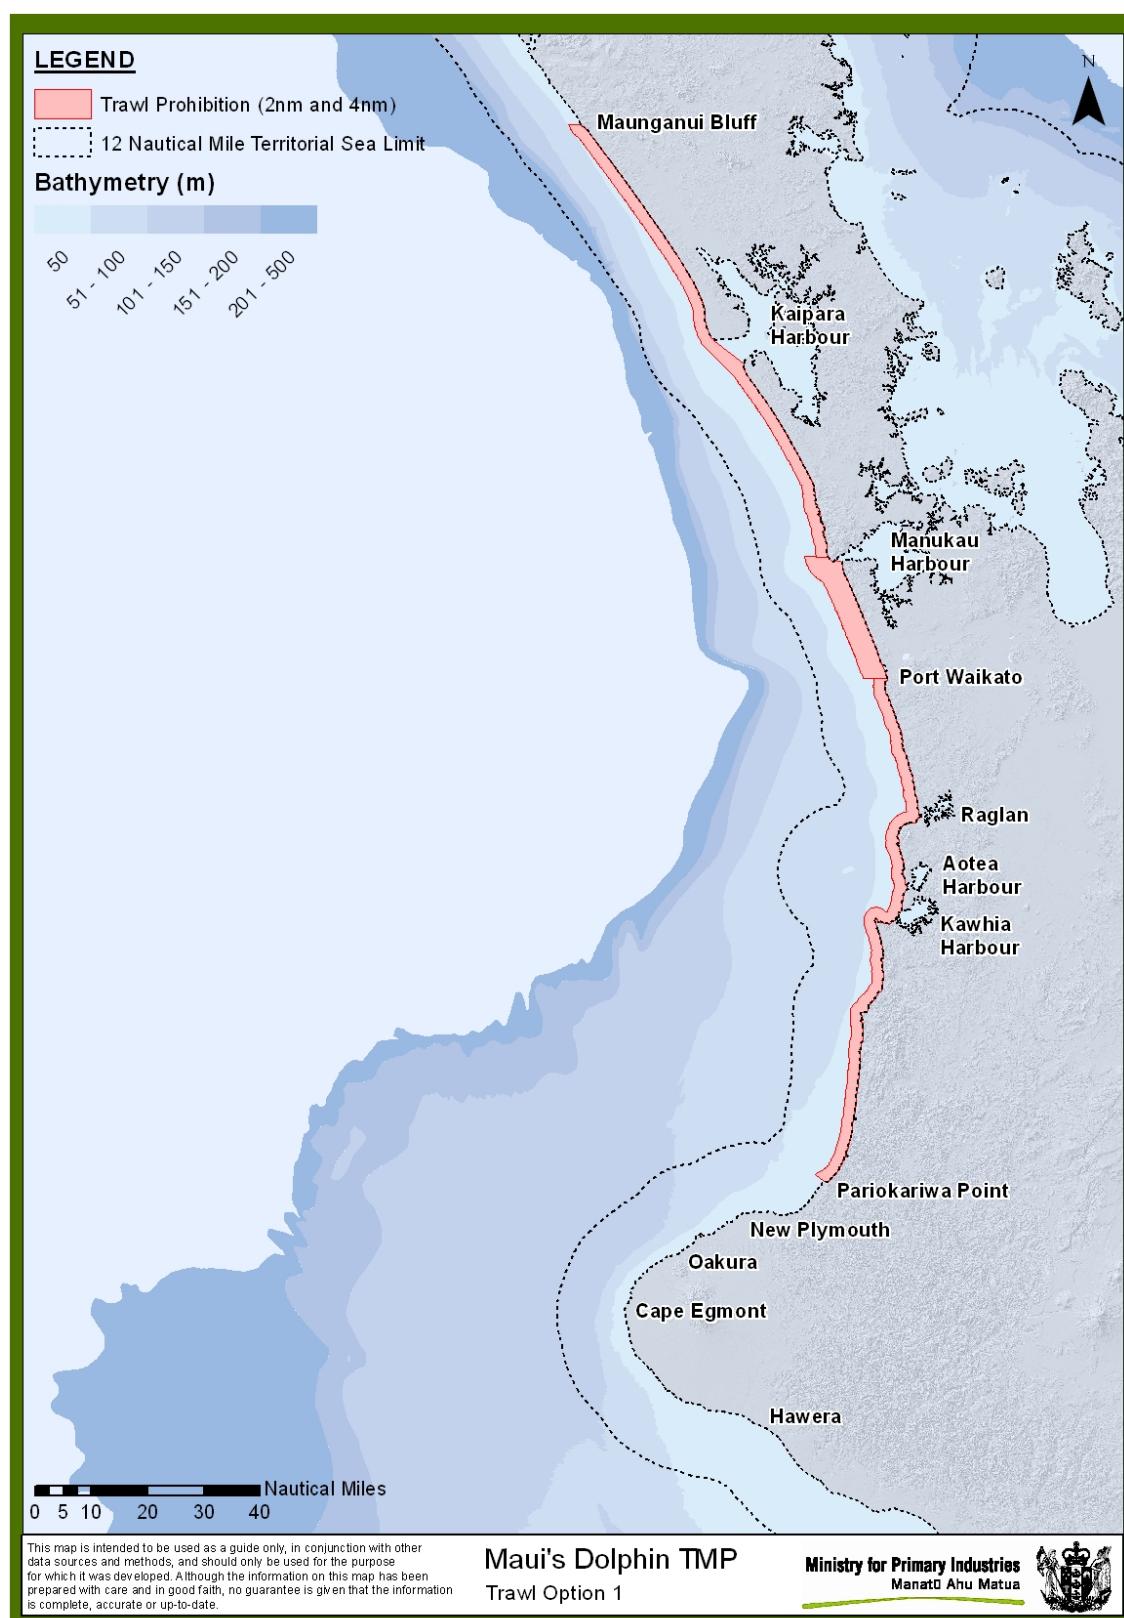 LEGEND
Trawl Prohibition (2nm and 4nm)
12 Nautical Mile Territorial Sea Limit
Bathymetry (m)
50
51 - 100
101 - 150
151 - 200
201 - 500
N
Maunganui Bluff
Kaipara
Harbour
Manukau
Harbour
Port Waikato
Raglan
Aotea
Harbour
Kawhia
Harbour
Pariokariwa Point
New Plymouth
Oakura
Cape Egmont
Hawera
Nautical Miles
0 5 10 20 30 40
This map is intended to be used as a guide only, in conjunction with other
data sources and methods, and should only be used for the purpose
for which it was developed. Although the information on this map has been
prepared with care and in good faith, no guarantee is given that the information
is complete, accurate or up-to-date.
Maui's Dolphin TMP
Trawl Option 1
Ministry for Primary Industries
Manatū Ahu Matua